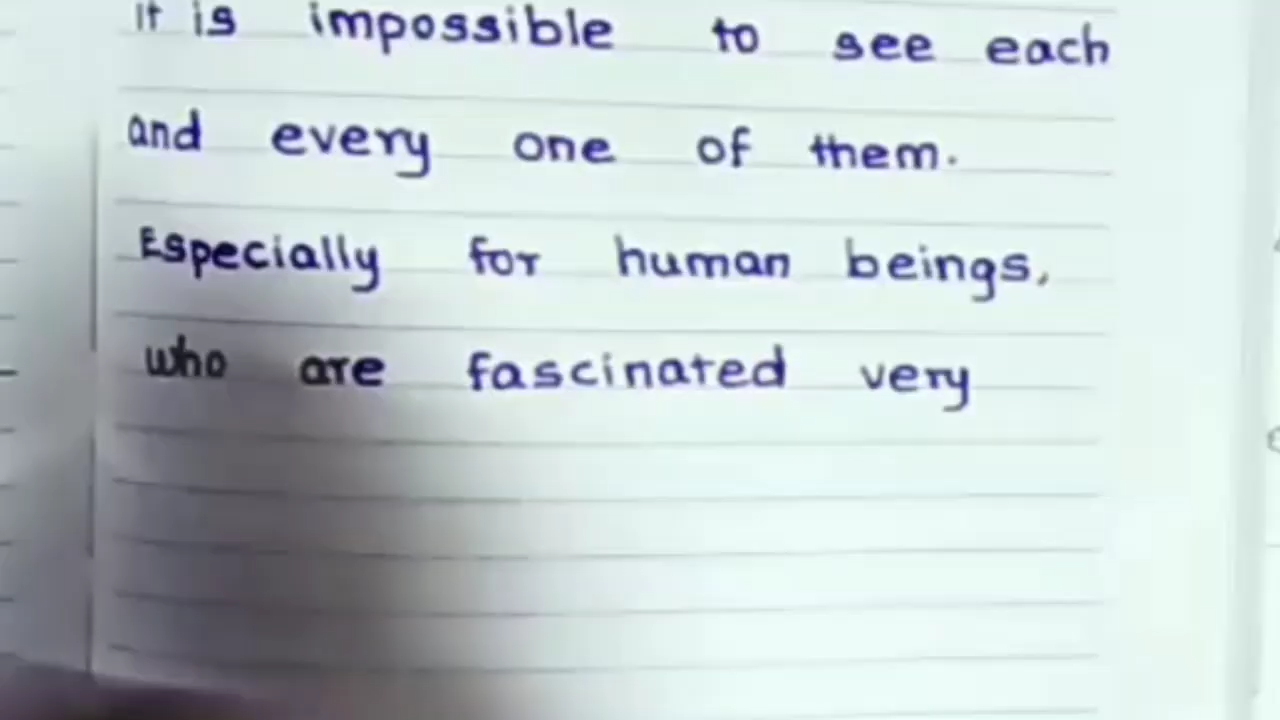 It is impossible to see each
and every one of them.
Especially for human beings,
who are fascinated very